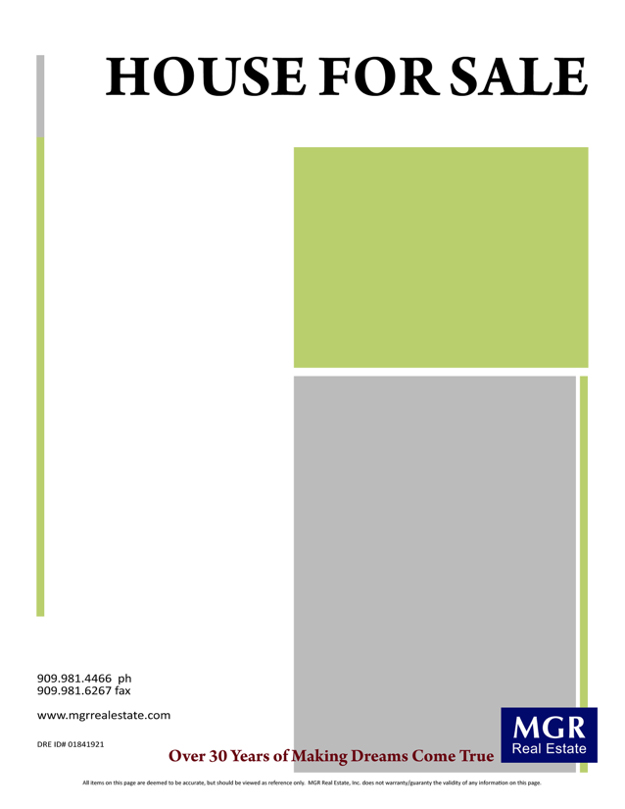 HOUSE FOR SALE
909.981.4466 ph
909.981.6267 fax
www.mgrrealestate.com
DRE ID# 01841921
Over 30 Years of Making Dreams Come True
MGR
Real Estate
All items on this page are deemed to be accurate, but should be viewed as reference only. MGR Real Estate, Inc. does not warranty/guaranty the validity of any information on this page.